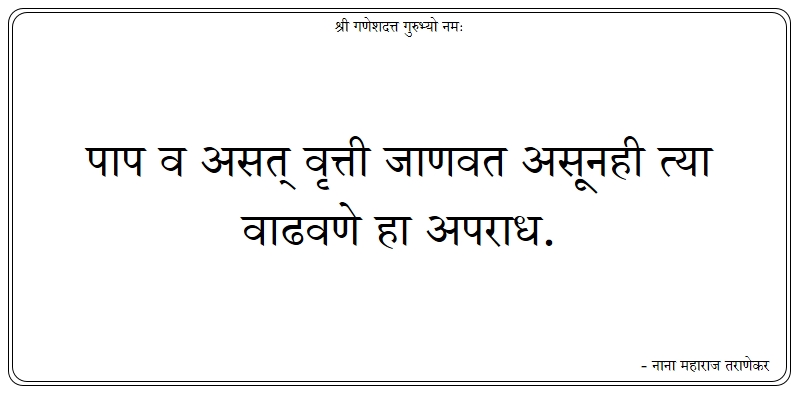 श्री गणेशदत्त गुरुभ्यो नमः
पाप व असत् वृत्ती जाणवत असूनही त्या
वाढवणे हा अपराध.
- नाना महाराज तराणेकर